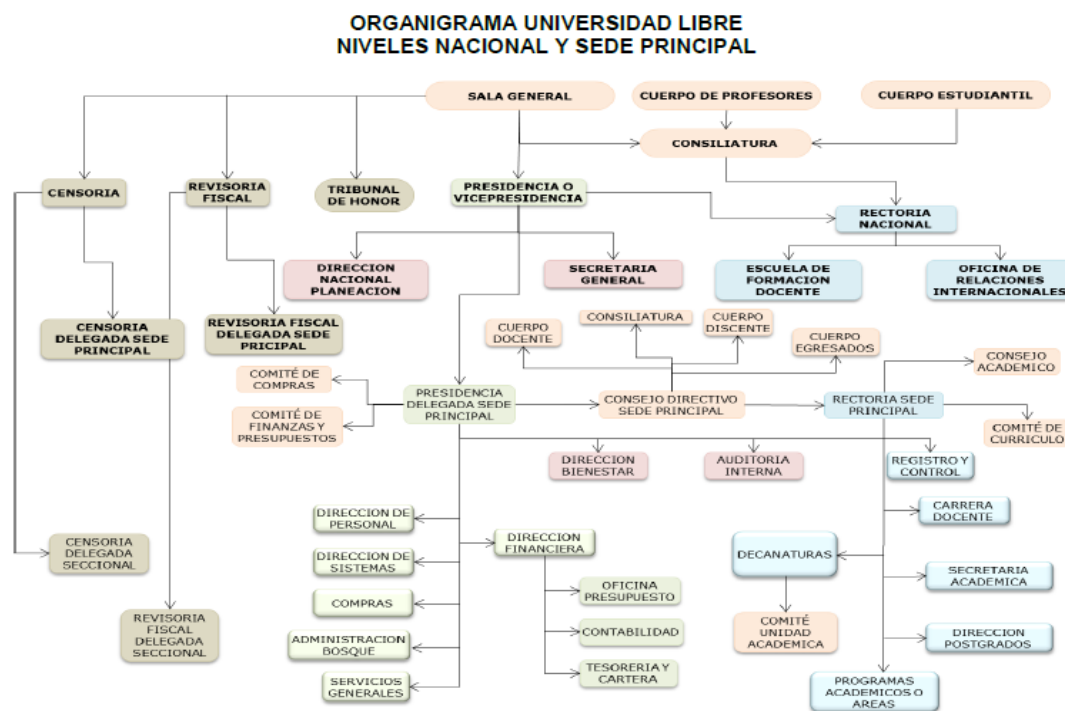 ORGANIGRAMA UNIVERSIDAD LIBRE
NIVELES NACIONAL Y SEDE PRINCIPAL
SALA GENERAL
CUERPO DE PROFESORES
CUERPO ESTUDIANTIL
CONSILIATURA
CENSORIA
REVISORIA
FISCAL
TRIBUNAL
DE HONOR
PRESIDENCIA O
VICEPRESIDENCIA
RECTORIA
NACIONAL
DIRECCION
NACIONAL
PLANEACION
SECRETARIA
GENERAL
ESCUELA DE
FORMACION
DOCENTE
OFICINA DE
RELACIONES
INTERNACIONALES
CENSORIA
DELEGADA SEDE
PRINCIPAL
REVISORIA FISCAL
DELEGADA SEDE
PRICIPAL
CUERPO
DOCENTE
CONSILIATURA
CUERPO
DISCENTE
CUERPO
EGRESADOS
CONSEJO
ACADEMICO
COMITÉ DE
COMPRAS
COMITÉ DE
FINANZAS Y
PRESUPUESTOS
PRESIDENCIA
DELEGADA SEDE
PRINCIPAL
CONSEJO DIRECTIVO
SEDE PRINCIPAL
RECTORIA SEDE
PRINCIPAL
COMITÉ DE
CURRICULO
DIRECCION
BIENESTAR
AUDITORIA
INTERNA
REGISTRO Y
CONTROL
DIRECCION DE
PERSONAL
CARRERA
DOCENTE
CENSORIA
DELEGADA
SECCIONAL
DIRECCION DE
SISTEMAS
DIRECCION
FINANCIERA
DECANATURAS
SECRETARIA
ACADEMICA
COMPRAS
OFICINA
PRESUPUESTO
REVISORIA
FISCAL
DELEGADA
SECCIONAL
ADMINISTRACION
BOSQUE
CONTABILIDAD
COMITÉ
UNIDAD
ACADEMICA
DIRECCION
POSTGRADOS
SERVICIOS
GENERALES
TESORERIA Y
CARTERA
PROGRAMAS
ACADEMICOS O
AREAS